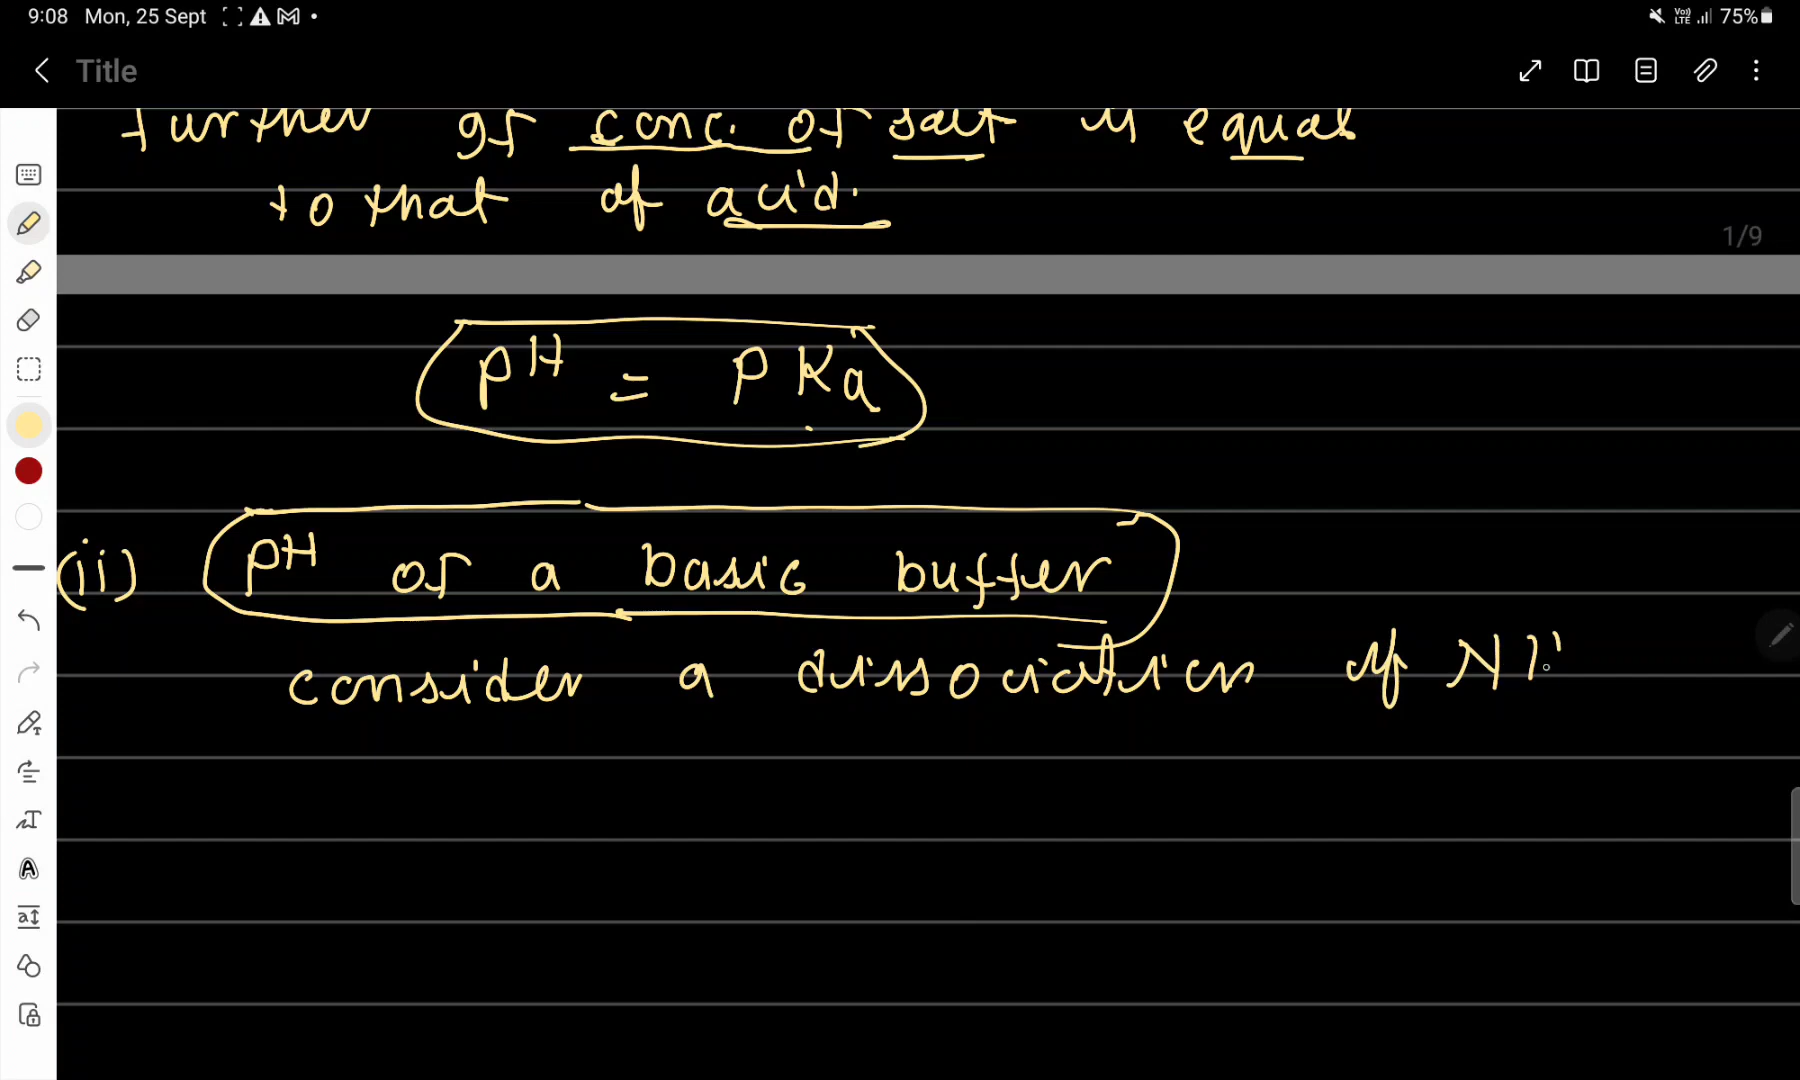 9:08 Mon, 25 Sept 75%
Title
Further If conc. of salt is equal
to that of acid.
1/9
pH = pKa
(ii) pH of a basic buffer
consider a dissociation of